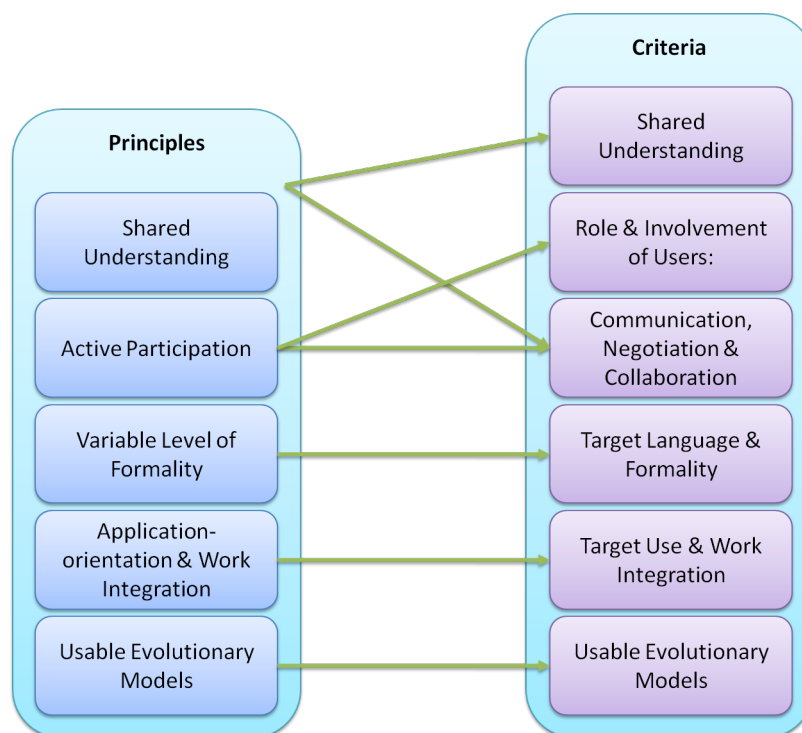 Principles
Shared
Understanding
Active Participation
Variable Level of
Formality
Application-
orientation & Work
Integration
Usable Evolutionary
Models
Criteria
Shared
Understanding
Role & Involvement
of Users:
Communication,
Negotiation &
Collaboration
Target Language &
Formality
Target Use & Work
Integration
Usable Evolutionary
Models